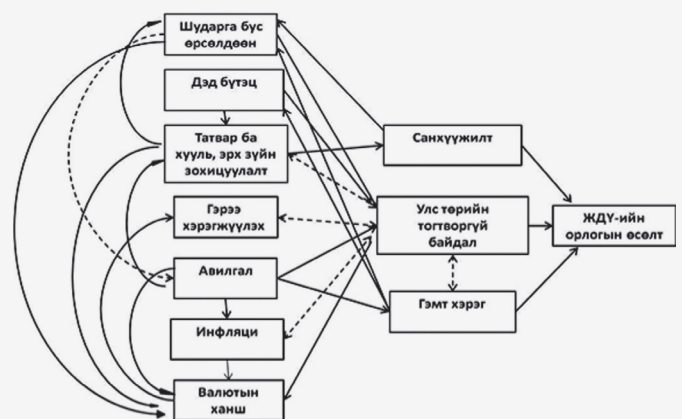 Шударга бус
өрсөлдөөн
Дэд бүтэц
Татвар ба
хууль, эрх зүйн
зохицуулалт
Гэрээ
хэрэгжүүлэх
Авилгал
Инфляци
Валютын
ханш
Санхүүжилт
Улс төрийн
тогтворгүй
байдал
Гэмт хэрэг
ЖДҮ-ийн
орлогын өсөлт